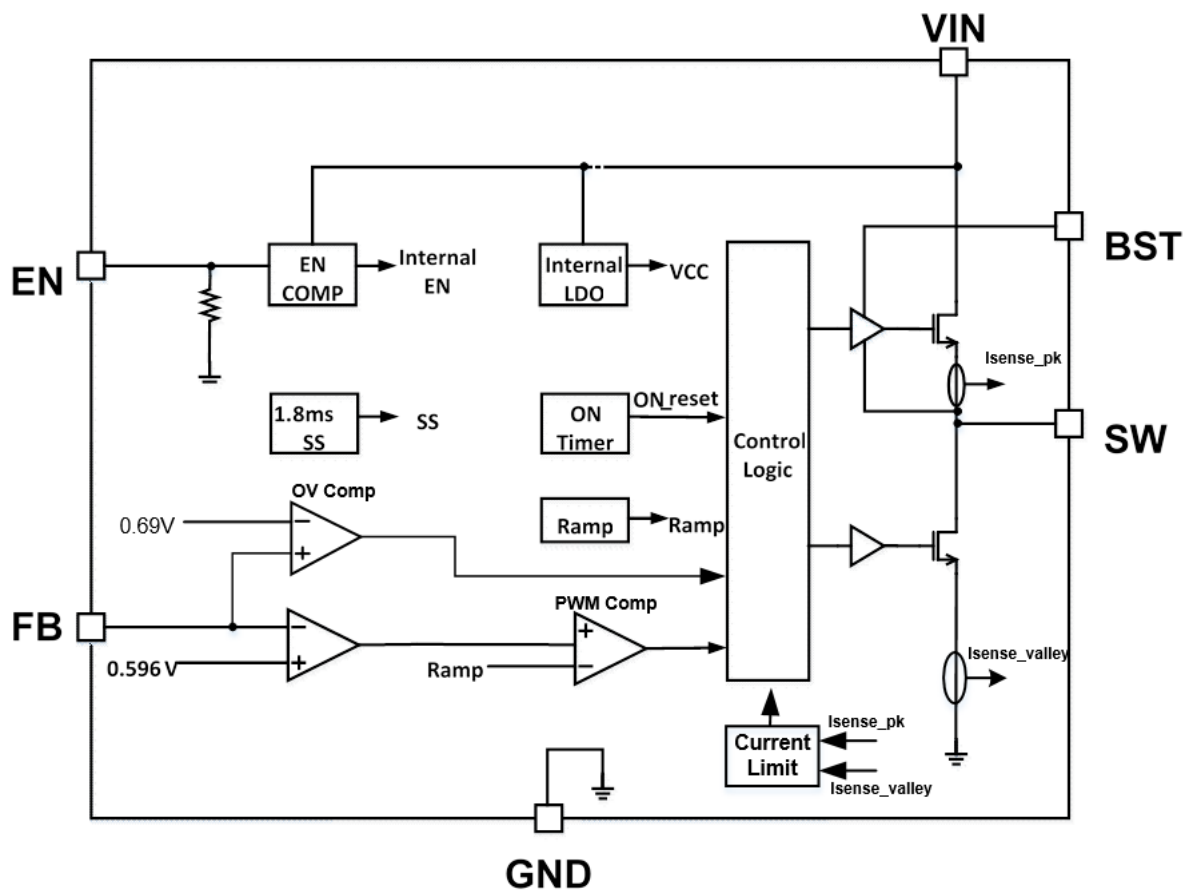 VIN
BST
EN
EN
COMP
Internal
EN
Internal
LDO
VCC
Isense_pk
1.8ms
SS
SS
ON
Timer
ON_reset
Control
Logic
SW
OV Comp
0.69V
Ramp
Ramp
FB
PWM Comp
0.596 V
Ramp
Isense_valley
Current
Limit
Isense_pk
Isense_valley
GND